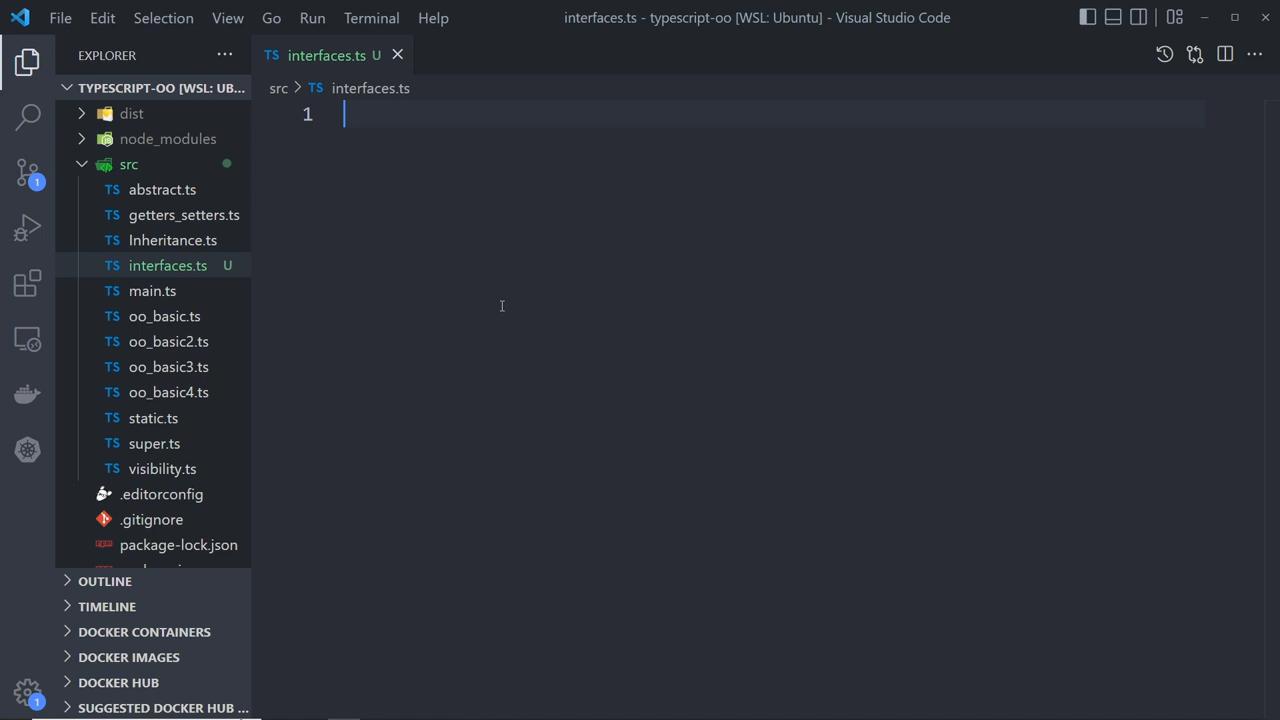 File Edit Selection View Go Run Terminal Help
interfaces.ts - typescript-oo [WSL: Ubuntu] - Visual Studio Code
EXPLORER
TS interfaces.ts U
TYPESCRIPT-OO [WSL: UB...
src TS interfaces.ts
1
dist
node_modules
src
TS abstract.ts
TS getters_setters.ts
TS Inheritance.ts
TS interfaces.ts U
TS main.ts
TS oo_basic.ts
TS oo_basic2.ts
TS oo_basic3.ts
TS oo_basic4.ts
TS static.ts
TS super.ts
TS visibility.ts
.editorconfig
.gitignore
package-lock.json
OUTLINE
TIMELINE
DOCKER CONTAINERS
DOCKER IMAGES
DOCKER HUB
SUGGESTED DOCKER HUB ...
1
1